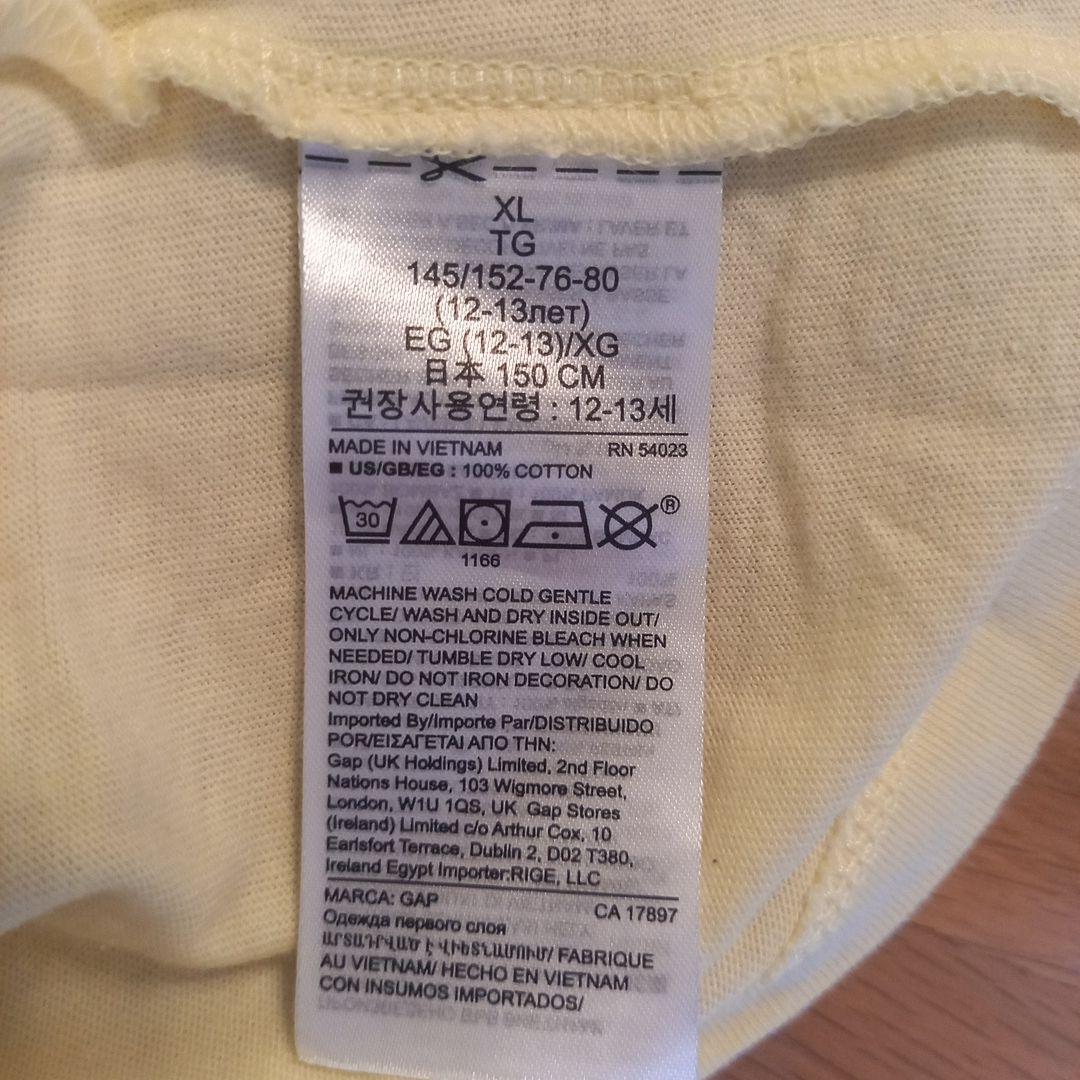 XL
TG
145/152-76-80
(12-13лет)
EG (12-13)/XG
日本 150 CM
권장사용연령 : 12-13세
MADE IN VIETNAM RN 54023
■ US/GB/EG : 100% COTTON
30 ®
1166
MACHINE WASH COLD GENTLE
CYCLE/ WASH AND DRY INSIDE OUT/
ONLY NON-CHLORINE BLEACH WHEN
NEEDED/ TUMBLE DRY LOW/ COOL
IRON/ DO NOT IRON DECORATION/ DO
NOT DRY CLEAN
Imported By/Importe Par/DISTRIBUIDO
POR/ΕΙΣΑΓΕΤΑΙ ΑΠΟ ΤΗΝ:
Gap (UK Holdings) Limited, 2nd Floor
Nations House, 103 Wigmore Street,
London, W1U 1QS, UK Gap Stores
(Ireland) Limited c/o Arthur Cox, 10
Earlsfort Terrace, Dublin 2, D02 T380,
Ireland Egypt Importer:RIGE, LLC
MARCA: GAP CA 17897
Одежда первого слоя
ԱՐՏԱԴՐՎԱԾ Է ՎԻԵՏՆԱՄՈՒՄ/ FABRIQUE
AU VIETNAM/ HECHO EN VIETNAM
CON INSUMOS IMPORTADOS/